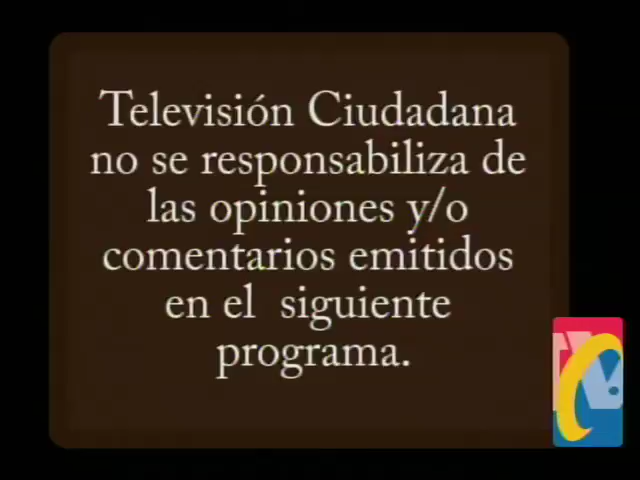 Televisión Ciudadana
no se responsabiliza de
las opiniones y/o
comentarios emitidos
en el siguiente
programa.